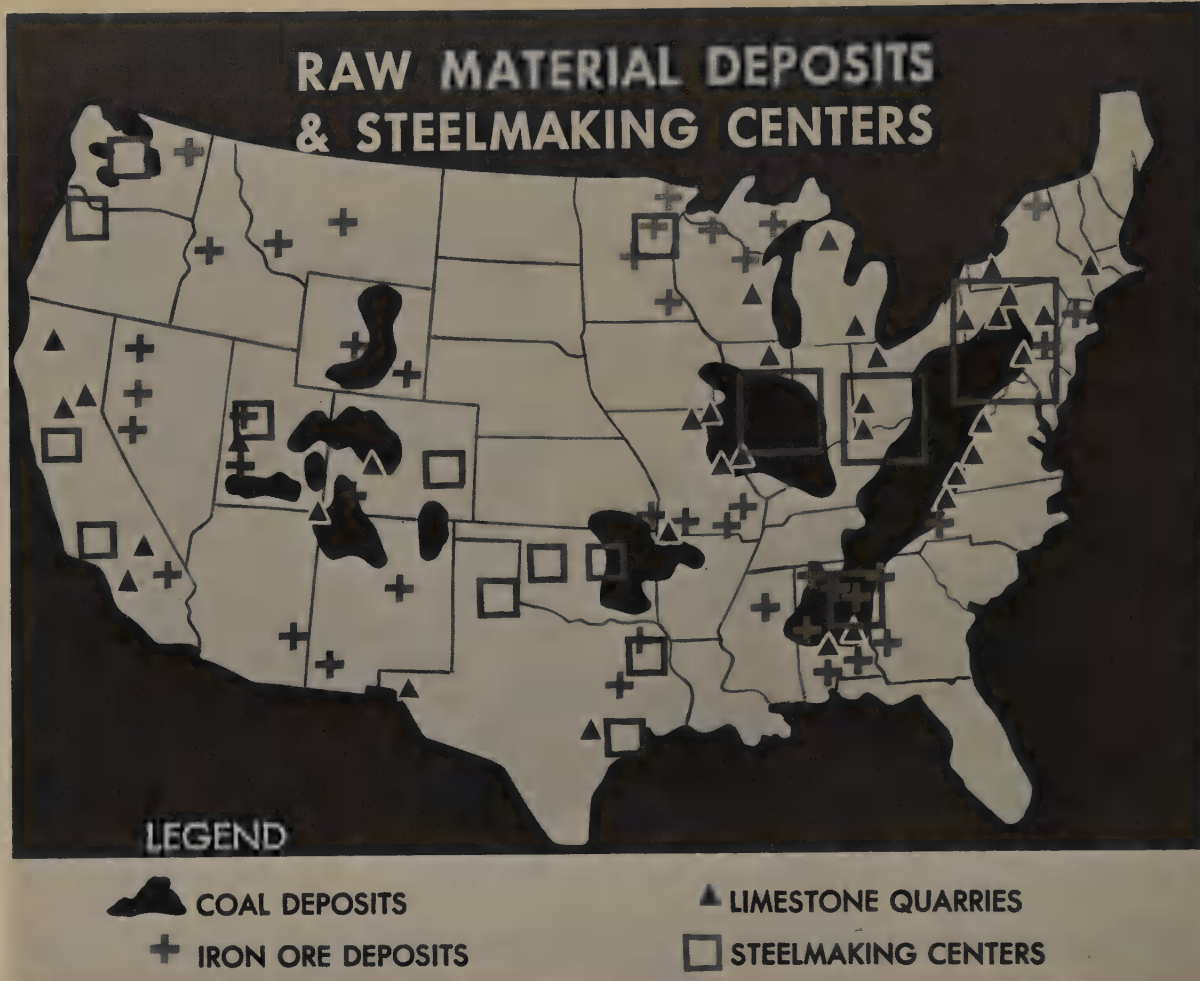 RAW MATERIAL DEPOSITS
& STEELMAKING CENTERS
LEGEND
COAL DEPOSITS
IRON ORE DEPOSITS
LIMESTONE QUARRIES
STEELMAKING CENTERS